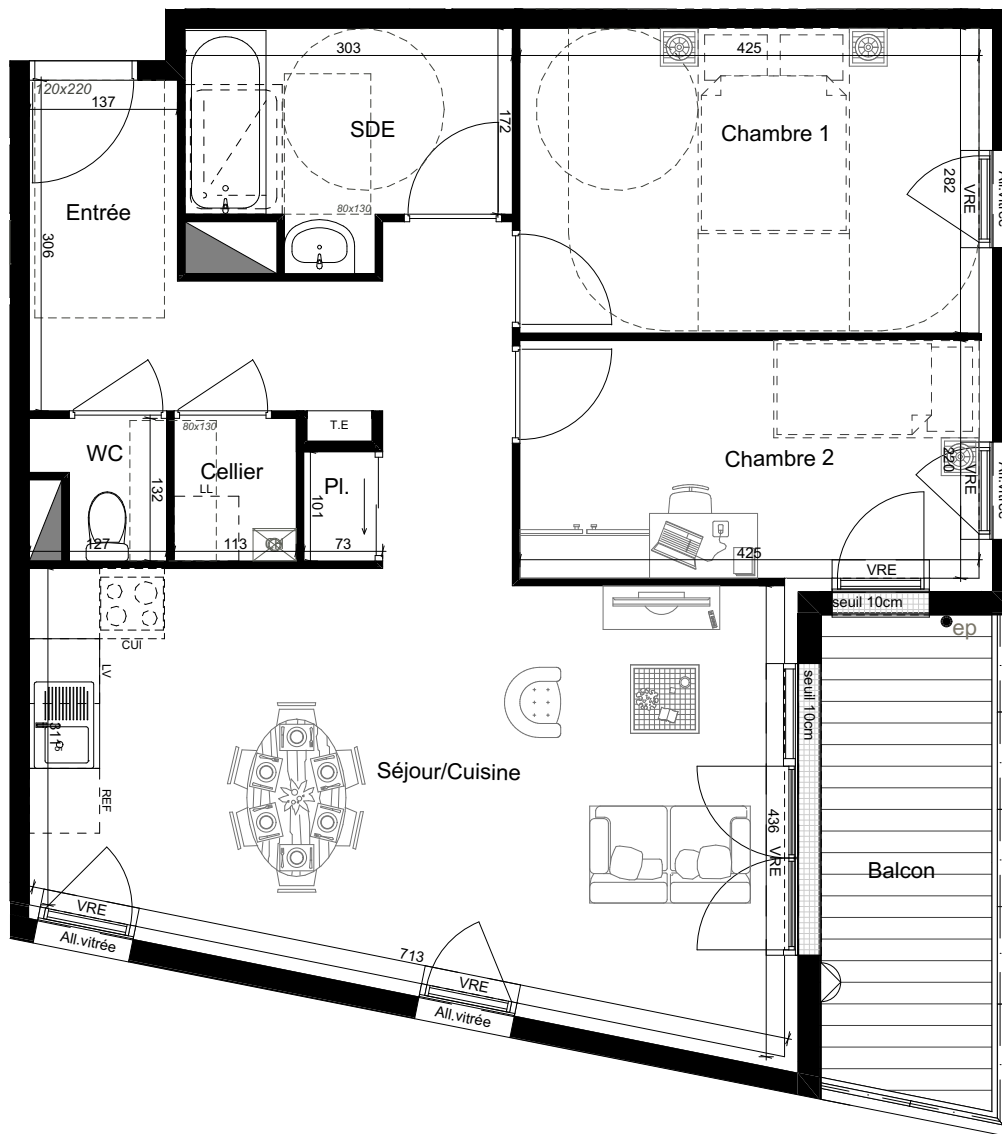 303
425
120x220
137
SDE
172
Chambre 1
282
VRE
Entrée
80x130
306
T.E
WC
80x130
Cellier
LL
Pl.
132
101
127
113
73
Chambre 2
220
VRE
425
VRE
seuil 10cm
ep
CUI
LV
seuil 10cm
311
Séjour/Cuisine
REF
436
VRE
Balcon
VRE
All.vitrée
713
VRE
All.vitrée